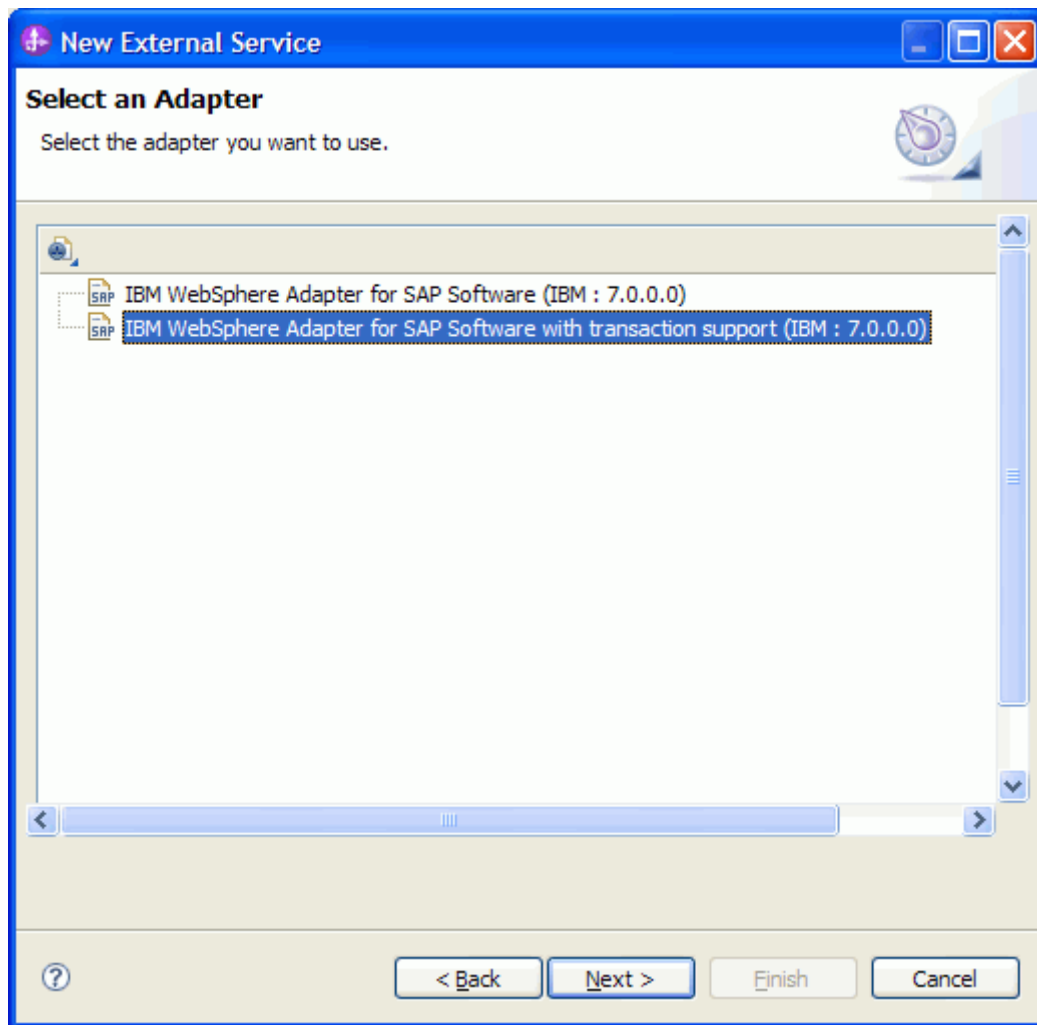 New External Service
Select an Adapter
Select the adapter you want to use.
SAP IBM WebSphere Adapter for SAP Software (IBM : 7.0.0.0)
SAP IBM WebSphere Adapter for SAP Software with transaction support (IBM : 7.0.0.0)
? < Back Next > Finish Cancel